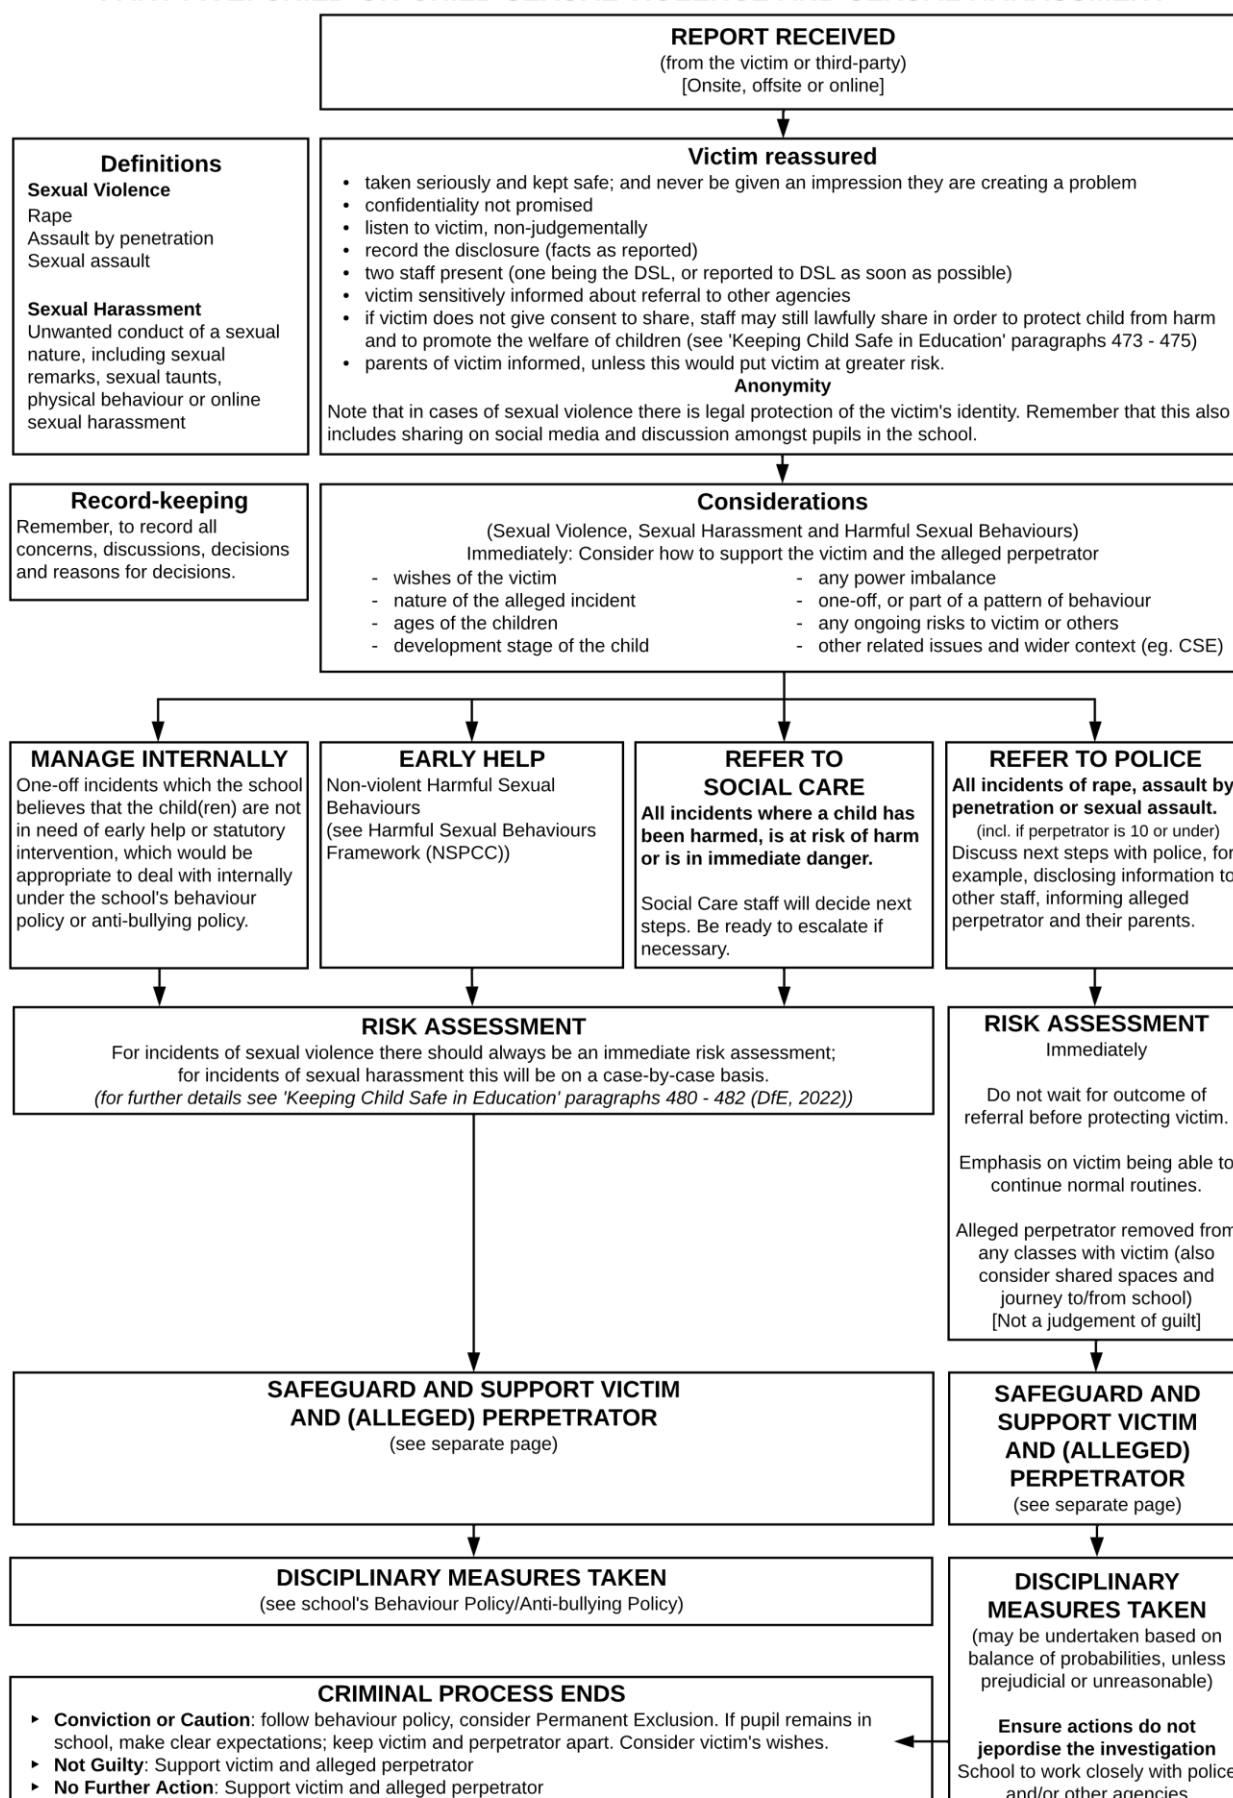 REPORT RECEIVED
(from the victim or third-party)
[Onsite, offsite or online]
Definitions
Sexual Violence
Rape
Assault by penetration
Sexual assault
Sexual Harassment
Unwanted conduct of a sexual
nature, including sexual
remarks, sexual taunts,
physical behaviour or online
sexual harassment
Victim reassured
• taken seriously and kept safe; and never be given an impression they are creating a problem
• confidentiality not promised
• listen to victim, non-judgementally
• record the disclosure (facts as reported)
• two staff present (one being the DSL, or reported to DSL as soon as possible)
• victim sensitively informed about referral to other agencies
• if victim does not give consent to share, staff may still lawfully share in order to protect child from harm
and to promote the welfare of children (see 'Keeping Child Safe in Education' paragraphs 473 - 475)
• parents of victim informed, unless this would put victim at greater risk.
Anonymity
Note that in cases of sexual violence there is legal protection of the victim's identity. Remember that this also
includes sharing on social media and discussion amongst pupils in the school.
Record-keeping
Remember, to record all
concerns, discussions, decisions
and reasons for decisions.
Considerations
(Sexual Violence, Sexual Harassment and Harmful Sexual Behaviours)
Immediately: Consider how to support the victim and the alleged perpetrator
- wishes of the victim
- nature of the alleged incident
- ages of the children
- development stage of the child
- any power imbalance
- one-off, or part of a pattern of behaviour
- any ongoing risks to victim or others
- other related issues and wider context (eg. CSE)
MANAGE INTERNALLY
One-off incidents which the school
believes that the child(ren) are not
in need of early help or statutory
intervention, which would be
appropriate to deal with internally
under the school's behaviour
policy or anti-bullying policy.
EARLY HELP
Non-violent Harmful Sexual
Behaviours
(see Harmful Sexual Behaviours
Framework (NSPCC))
REFER TO
SOCIAL CARE
All incidents where a child has
been harmed, is at risk of harm
or is in immediate danger.
Social Care staff will decide next
steps. Be ready to escalate if
necessary.
REFER TO POLICE
All incidents of rape, assault by
penetration or sexual assault.
(incl. if perpetrator is 10 or under)
Discuss next steps with police, for
example, disclosing information to
other staff, informing alleged
perpetrator and their parents.
RISK ASSESSMENT
For incidents of sexual violence there should always be an immediate risk assessment;
for incidents of sexual harassment this will be on a case-by-case basis.
(for further details see 'Keeping Child Safe in Education' paragraphs 480 - 482 (DfE, 2022))
RISK ASSESSMENT
Immediately
Do not wait for outcome of
referral before protecting victim.
Emphasis on victim being able to
continue normal routines.
Alleged perpetrator removed from
any classes with victim (also
consider shared spaces and
journey to/from school)
[Not a judgement of guilt]
SAFEGUARD AND SUPPORT VICTIM
AND (ALLEGED) PERPETRATOR
(see separate page)
SAFEGUARD AND
SUPPORT VICTIM
AND (ALLEGED)
PERPETRATOR
(see separate page)
DISCIPLINARY MEASURES TAKEN
(see school's Behaviour Policy/Anti-bullying Policy)
DISCIPLINARY
MEASURES TAKEN
(may be undertaken based on
balance of probabilities, unless
prejudicial or unreasonable)
Ensure actions do not
jepordise the investigation
School to work closely with police
and/or other agencies
CRIMINAL PROCESS ENDS
▸ Conviction or Caution: follow behaviour policy, consider Permanent Exclusion. If pupil remains in
school, make clear expectations; keep victim and perpetrator apart. Consider victim's wishes.
▸ Not Guilty: Support victim and alleged perpetrator
▸ No Further Action: Support victim and alleged perpetrator